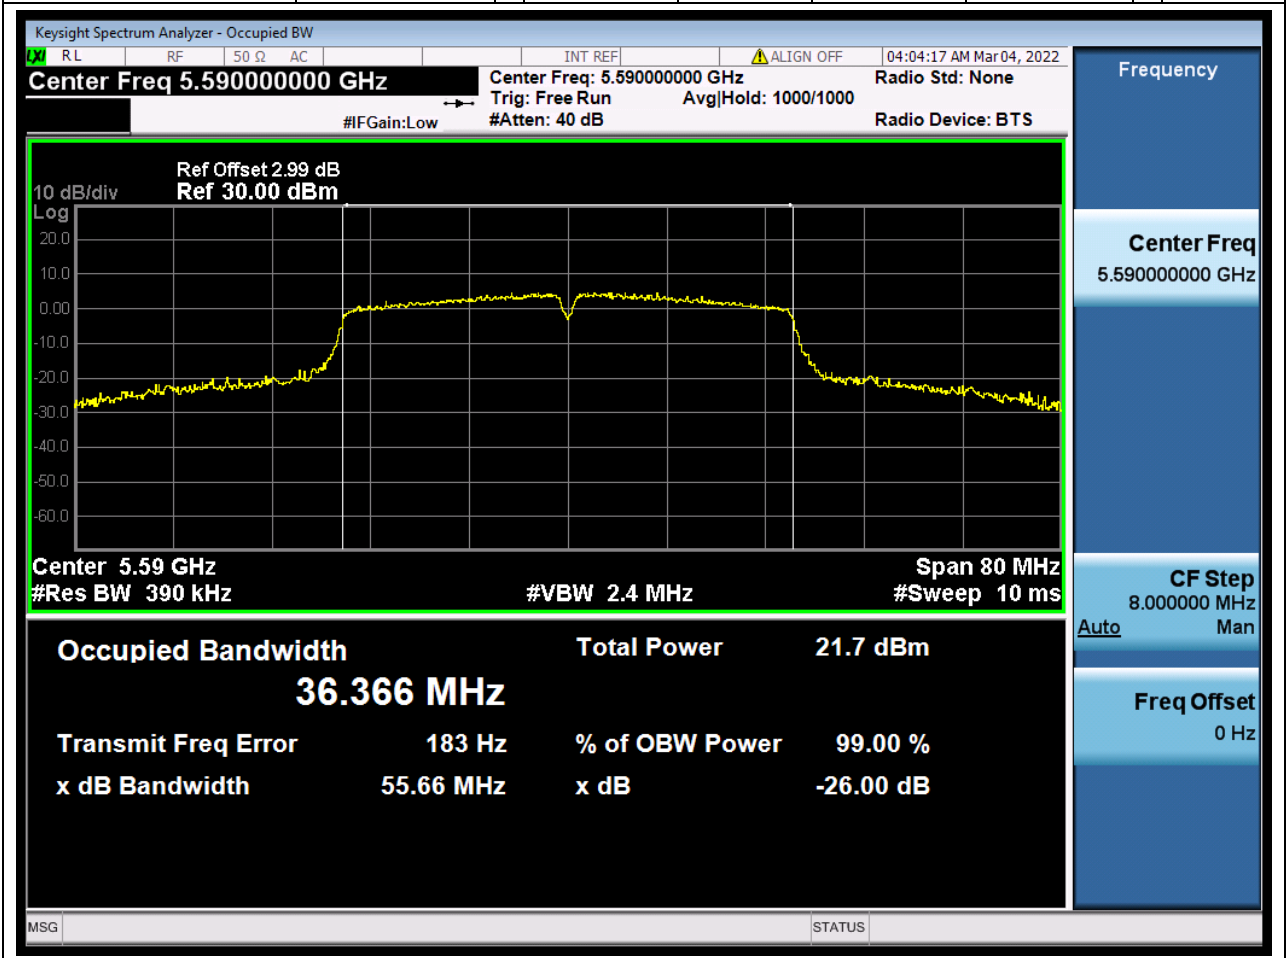 Keysight Spectrum Analyzer - Occupied BW
LXI RL RF 50 Ω AC INT REF ALIGN OFF 04:04:17 AM Mar 04, 2022
Center Freq 5.590000000 GHz
#IFGain:Low
Center Freq: 5.590000000 GHz
Trig: Free Run Avg|Hold: 1000/1000
#Atten: 40 dB
Radio Std: None
Radio Device: BTS
Ref Offset 2.99 dB
10 dB/div Ref 30.00 dBm
Log
20.0
10.0
0.00
-10.0
-20.0
-30.0
-40.0
-50.0
-60.0
Center 5.59 GHz Span 80 MHz
#Res BW 390 kHz #VBW 2.4 MHz #Sweep 10 ms
Occupied Bandwidth Total Power 21.7 dBm
36.366 MHz
Transmit Freq Error 183 Hz % of OBW Power 99.00 %
x dB Bandwidth 55.66 MHz x dB -26.00 dB
Frequency
Center Freq
5.590000000 GHz
CF Step
8.000000 MHz
Auto Man
Freq Offset
0 Hz
MSG STATUS